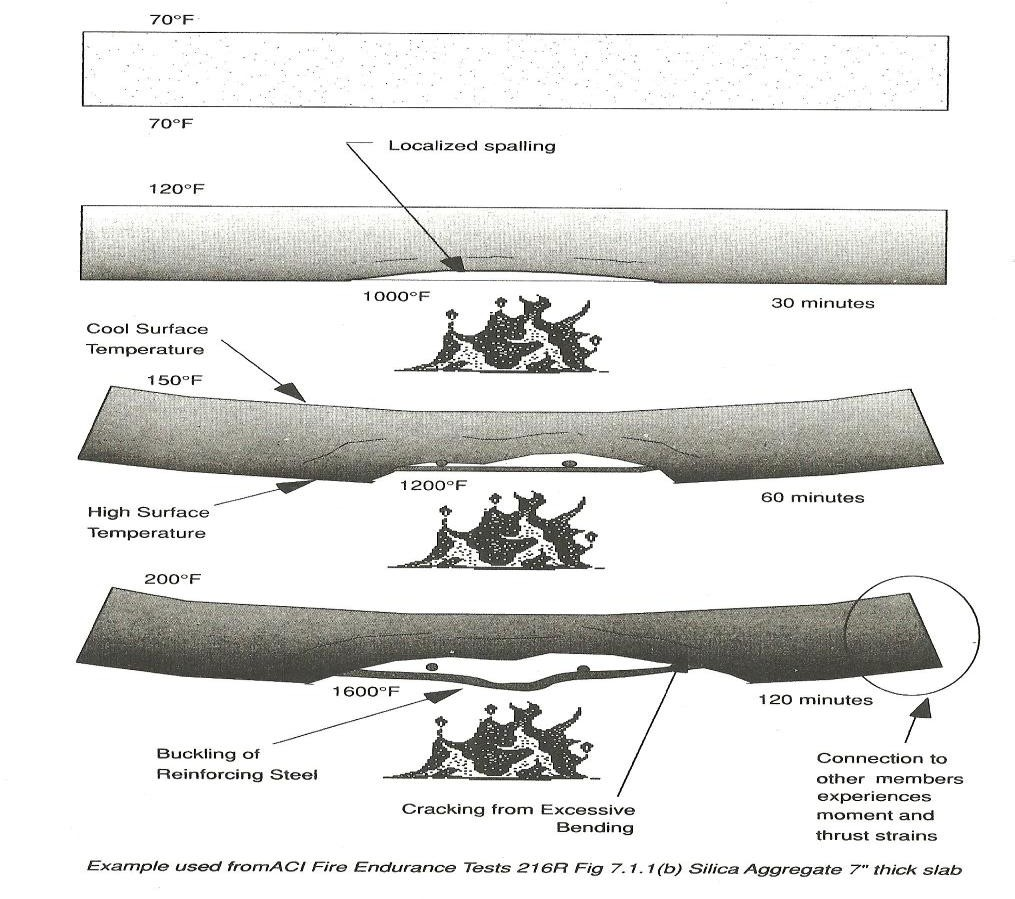 70°F
70°F
Localized spalling
120°F
1000°F
30 minutes
Cool Surface
Temperature
150°F
1200°F
60 minutes
High Surface
Temperature
200°F
1600°F
120 minutes
Buckling of
Reinforcing Steel
Cracking from Excessive
Bending
Connection to
other members
experiences
moment and
thrust strains
Example used fromACI Fire Endurance Tests 216R Fig 7.1.1(b) Silica Aggregate 7" thick slab